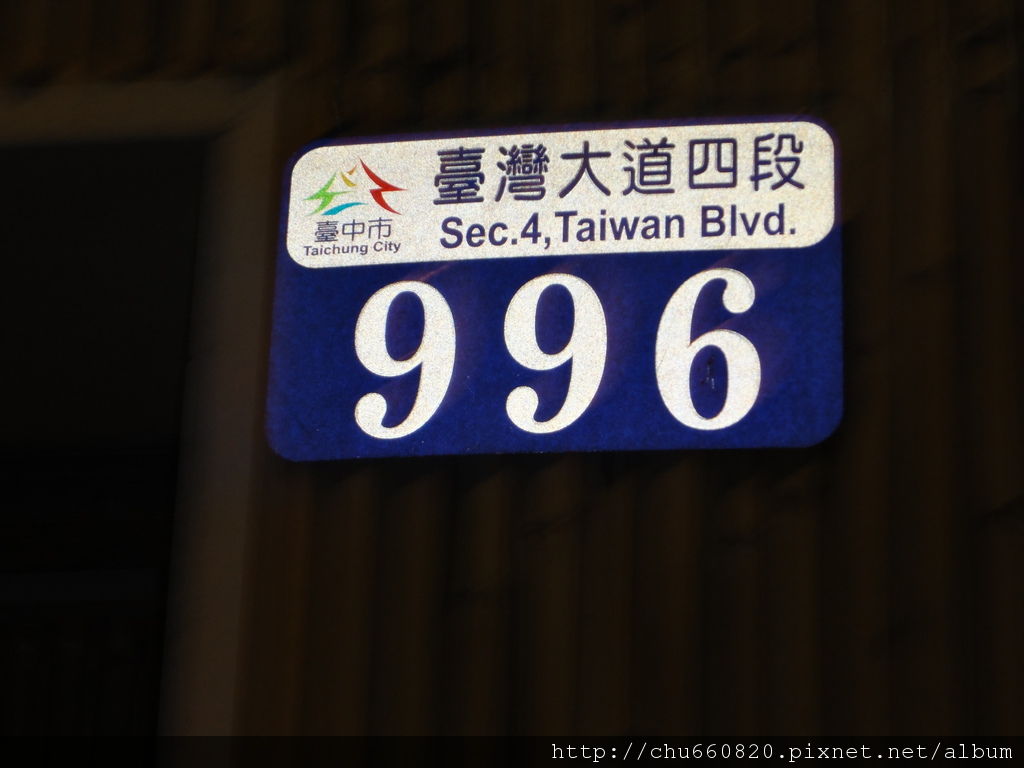 臺灣大道四段
Sec.4,Taiwan Blvd.
臺中市
Taichung City
996
http://chu660820.pixnet.net/album